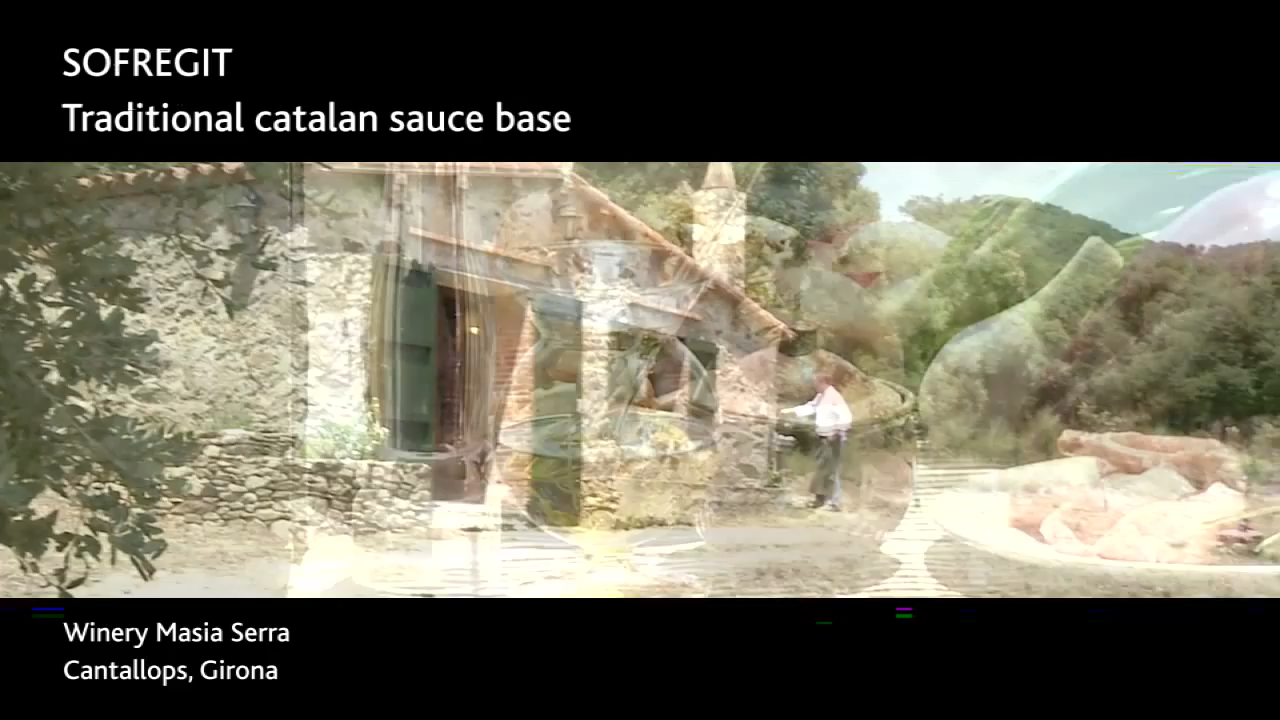 SOFREGIT
Traditional catalan sauce base
Winery Masia Serra
Cantallops, Girona